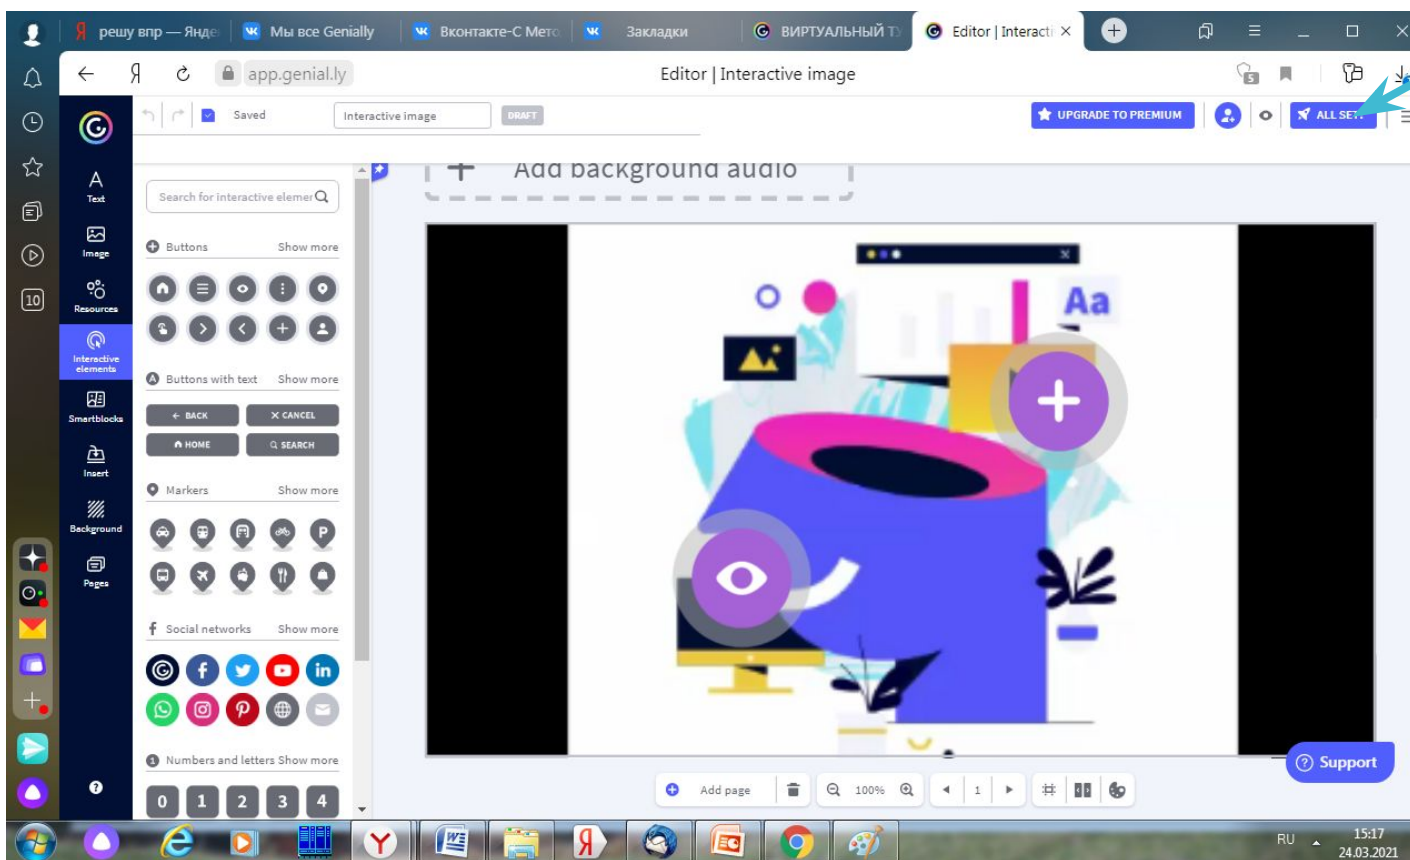 решу впр — Янде
Мы все Genially
Вконтакте-С Мето
Закладки
ВИРТУАЛЬНЫЙ Т
Editor | Interacti
app.genial.ly
Editor | Interactive image
5
Saved
Interactive image
DRAFT
UPGRADE TO PREMIUM
ALL SET!
10
Text
Image
Resources
Interactive
elements
Smartblocks
Insert
Background
Pages
Search for interactive elemer
Buttons Show more
Buttons with text Show more
← BACK
✕ CANCEL
HOME
SEARCH
Markers Show more
P
Social networks Show more
Numbers and letters Show more
0 1 2 3 4
+ Add background audio
Aa
Add page
100%
1
Support
RU
15:17
24.03.2021